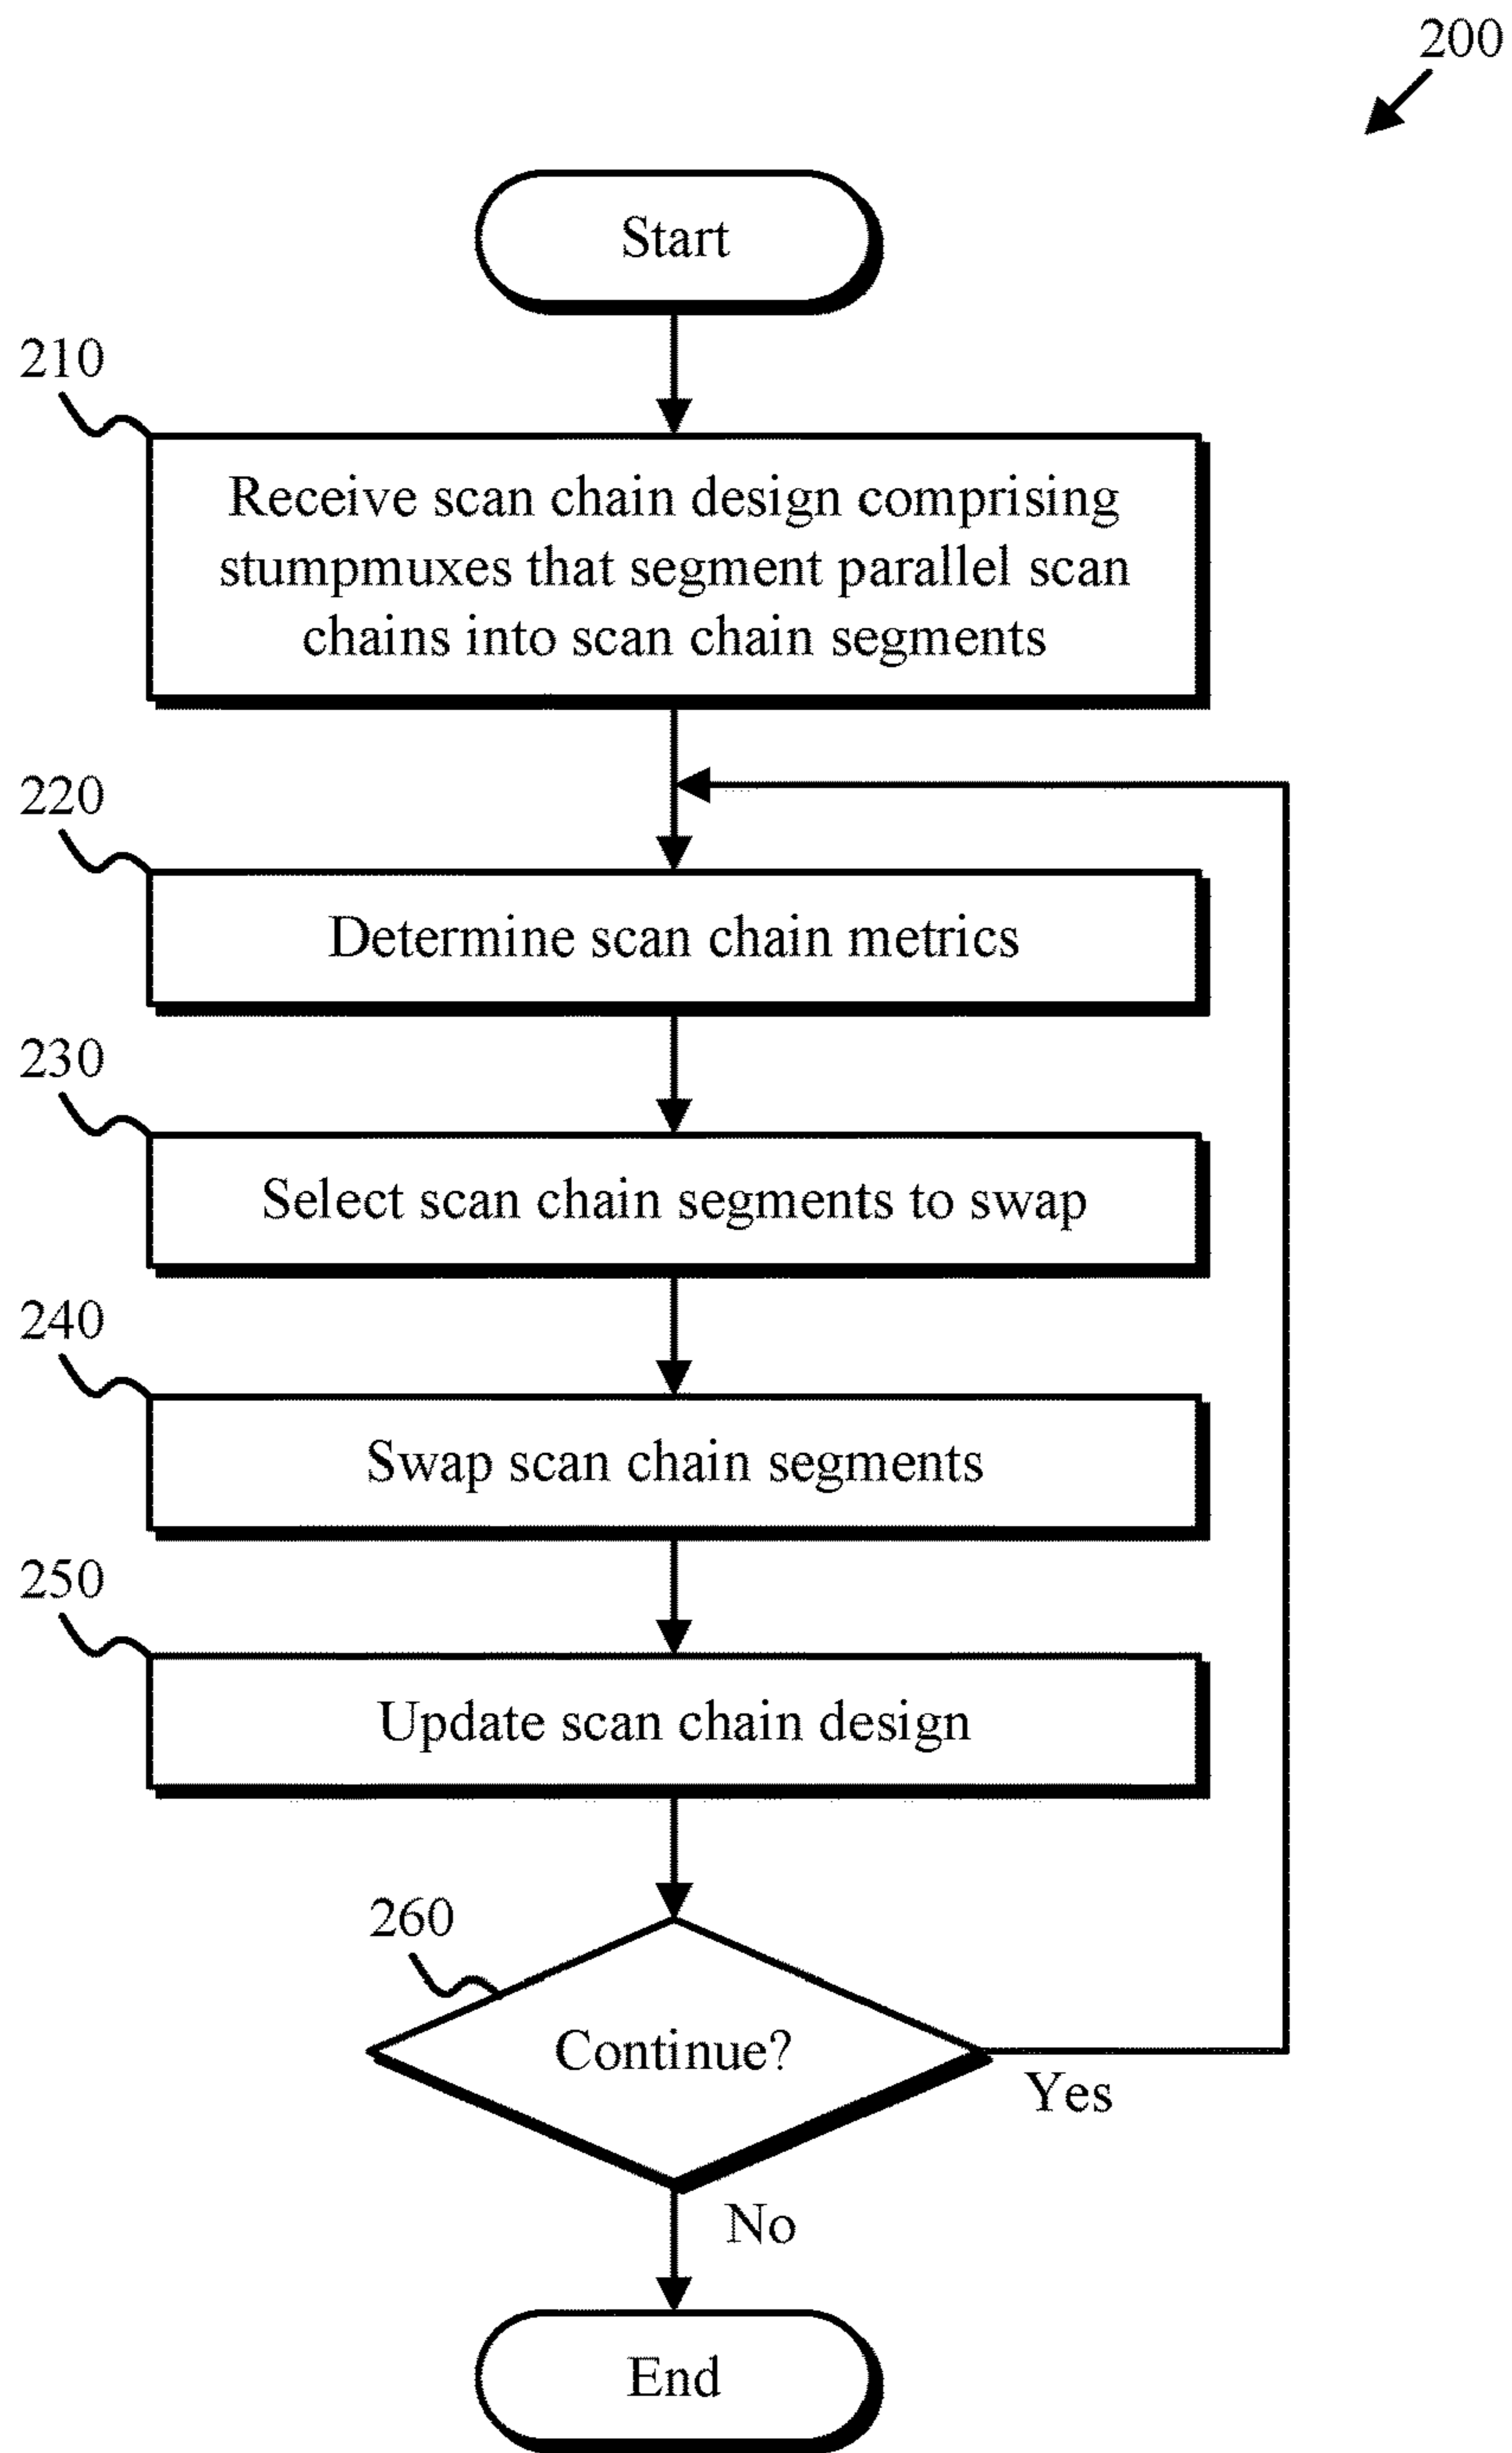 200
Start
210
Receive scan chain design comprising
stumpmuxes that segment parallel scan
chains into scan chain segments
220
Determine scan chain metrics
230
Select scan chain segments to swap
240
Swap scan chain segments
250
Update scan chain design
260
Continue?
Yes
No
End